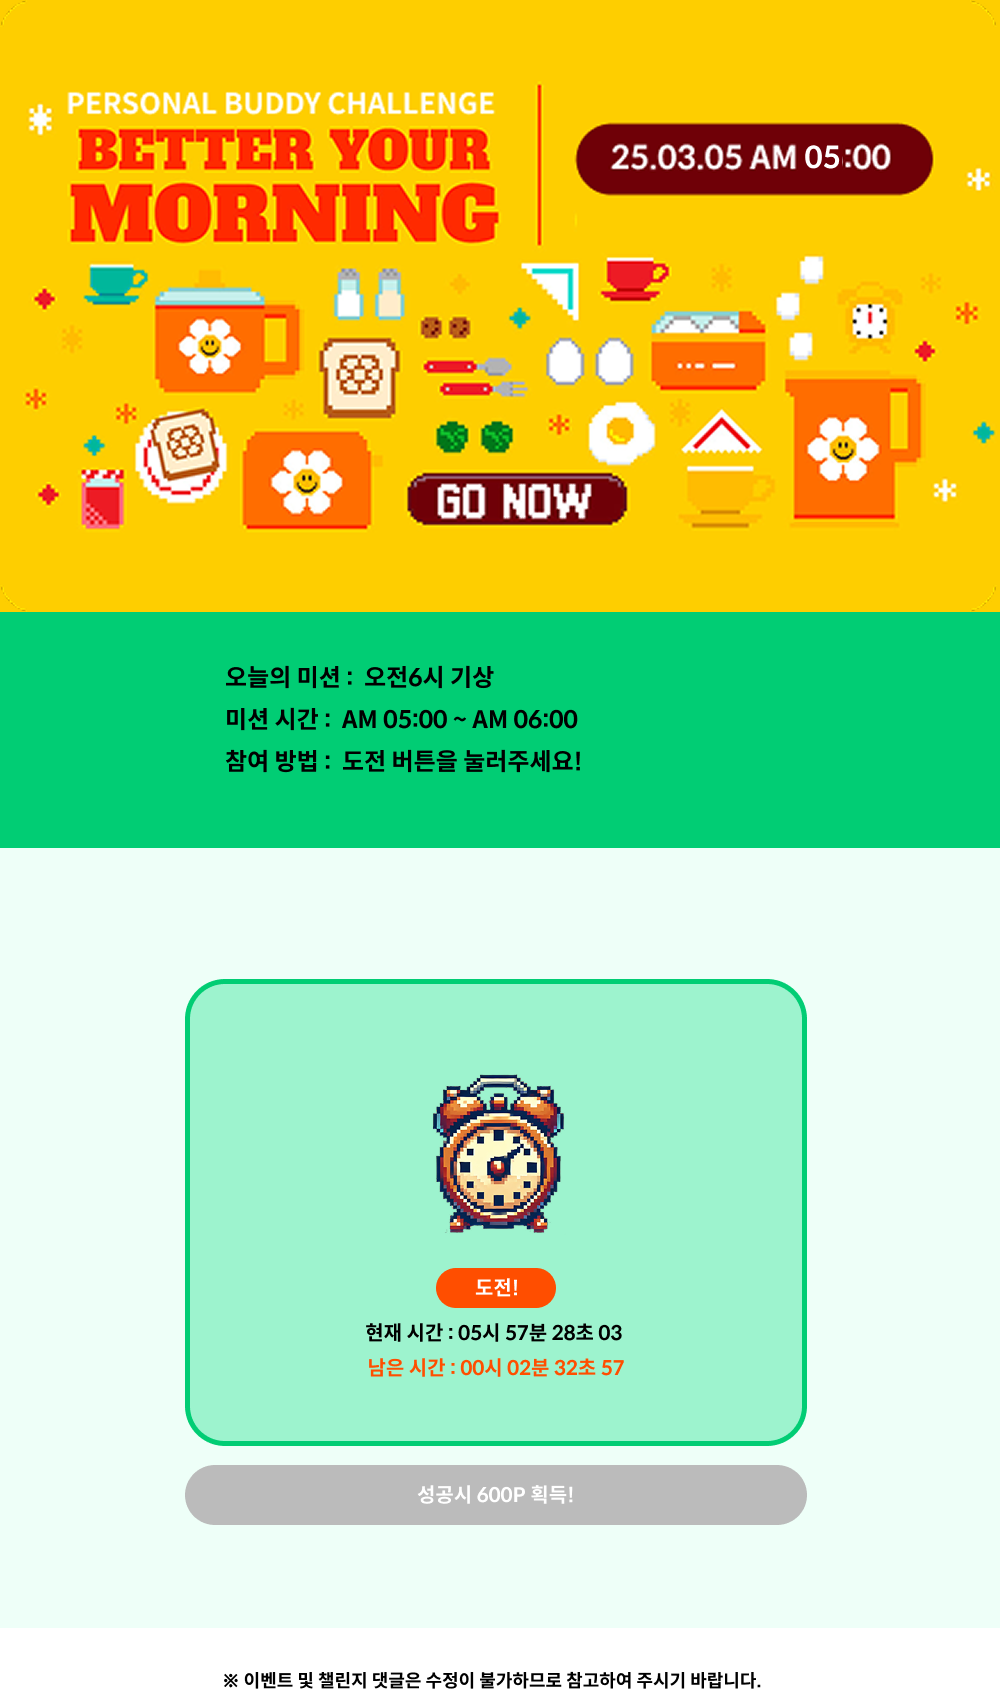 PERSONAL BUDDY CHALLENGE
BETTER YOUR
MORNING
25.03.05 AM 05:00
GO NOW
오늘의 미션 : 오전6시 기상
미션 시간 : AM 05:00 ~ AM 06:00
참여 방법 : 도전 버튼을 눌러주세요!
도전!
현재 시간 : 05시 57분 28초 03
남은 시간 : 00시 02분 32초 57
성공시 600P 획득!
※ 이벤트 및 챌린지 댓글은 수정이 불가하므로 참고하여 주시기 바랍니다.